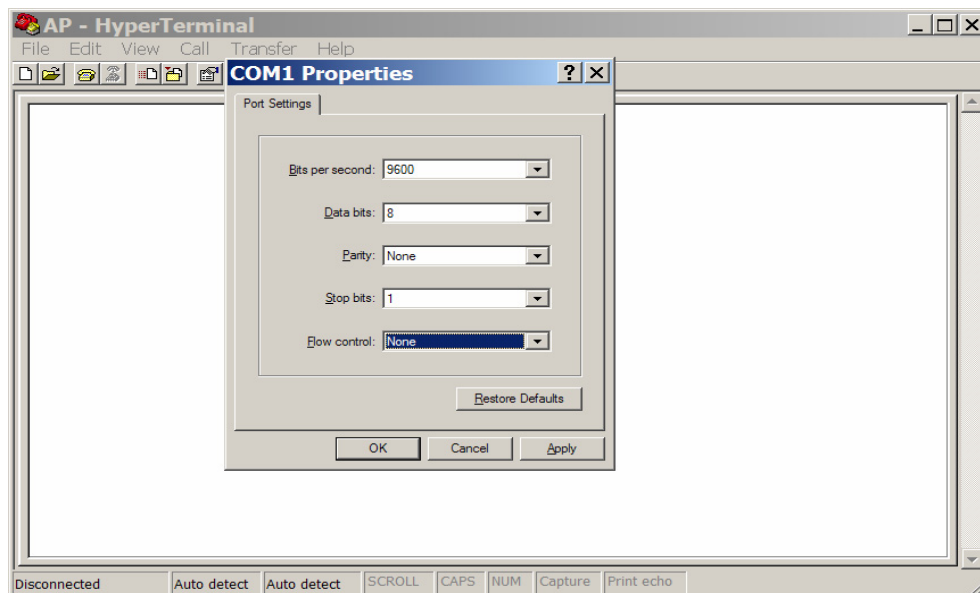 AP - HyperTerminal
File Edit View Call Transfer Help
COM1 Properties
Port Settings
Bits per second: 9600
Data bits: 8
Parity: None
Stop bits: 1
Flow control: None
Restore Defaults
OK Cancel Apply
Disconnected Auto detect Auto detect SCROLL CAPS NUM Capture Print echo